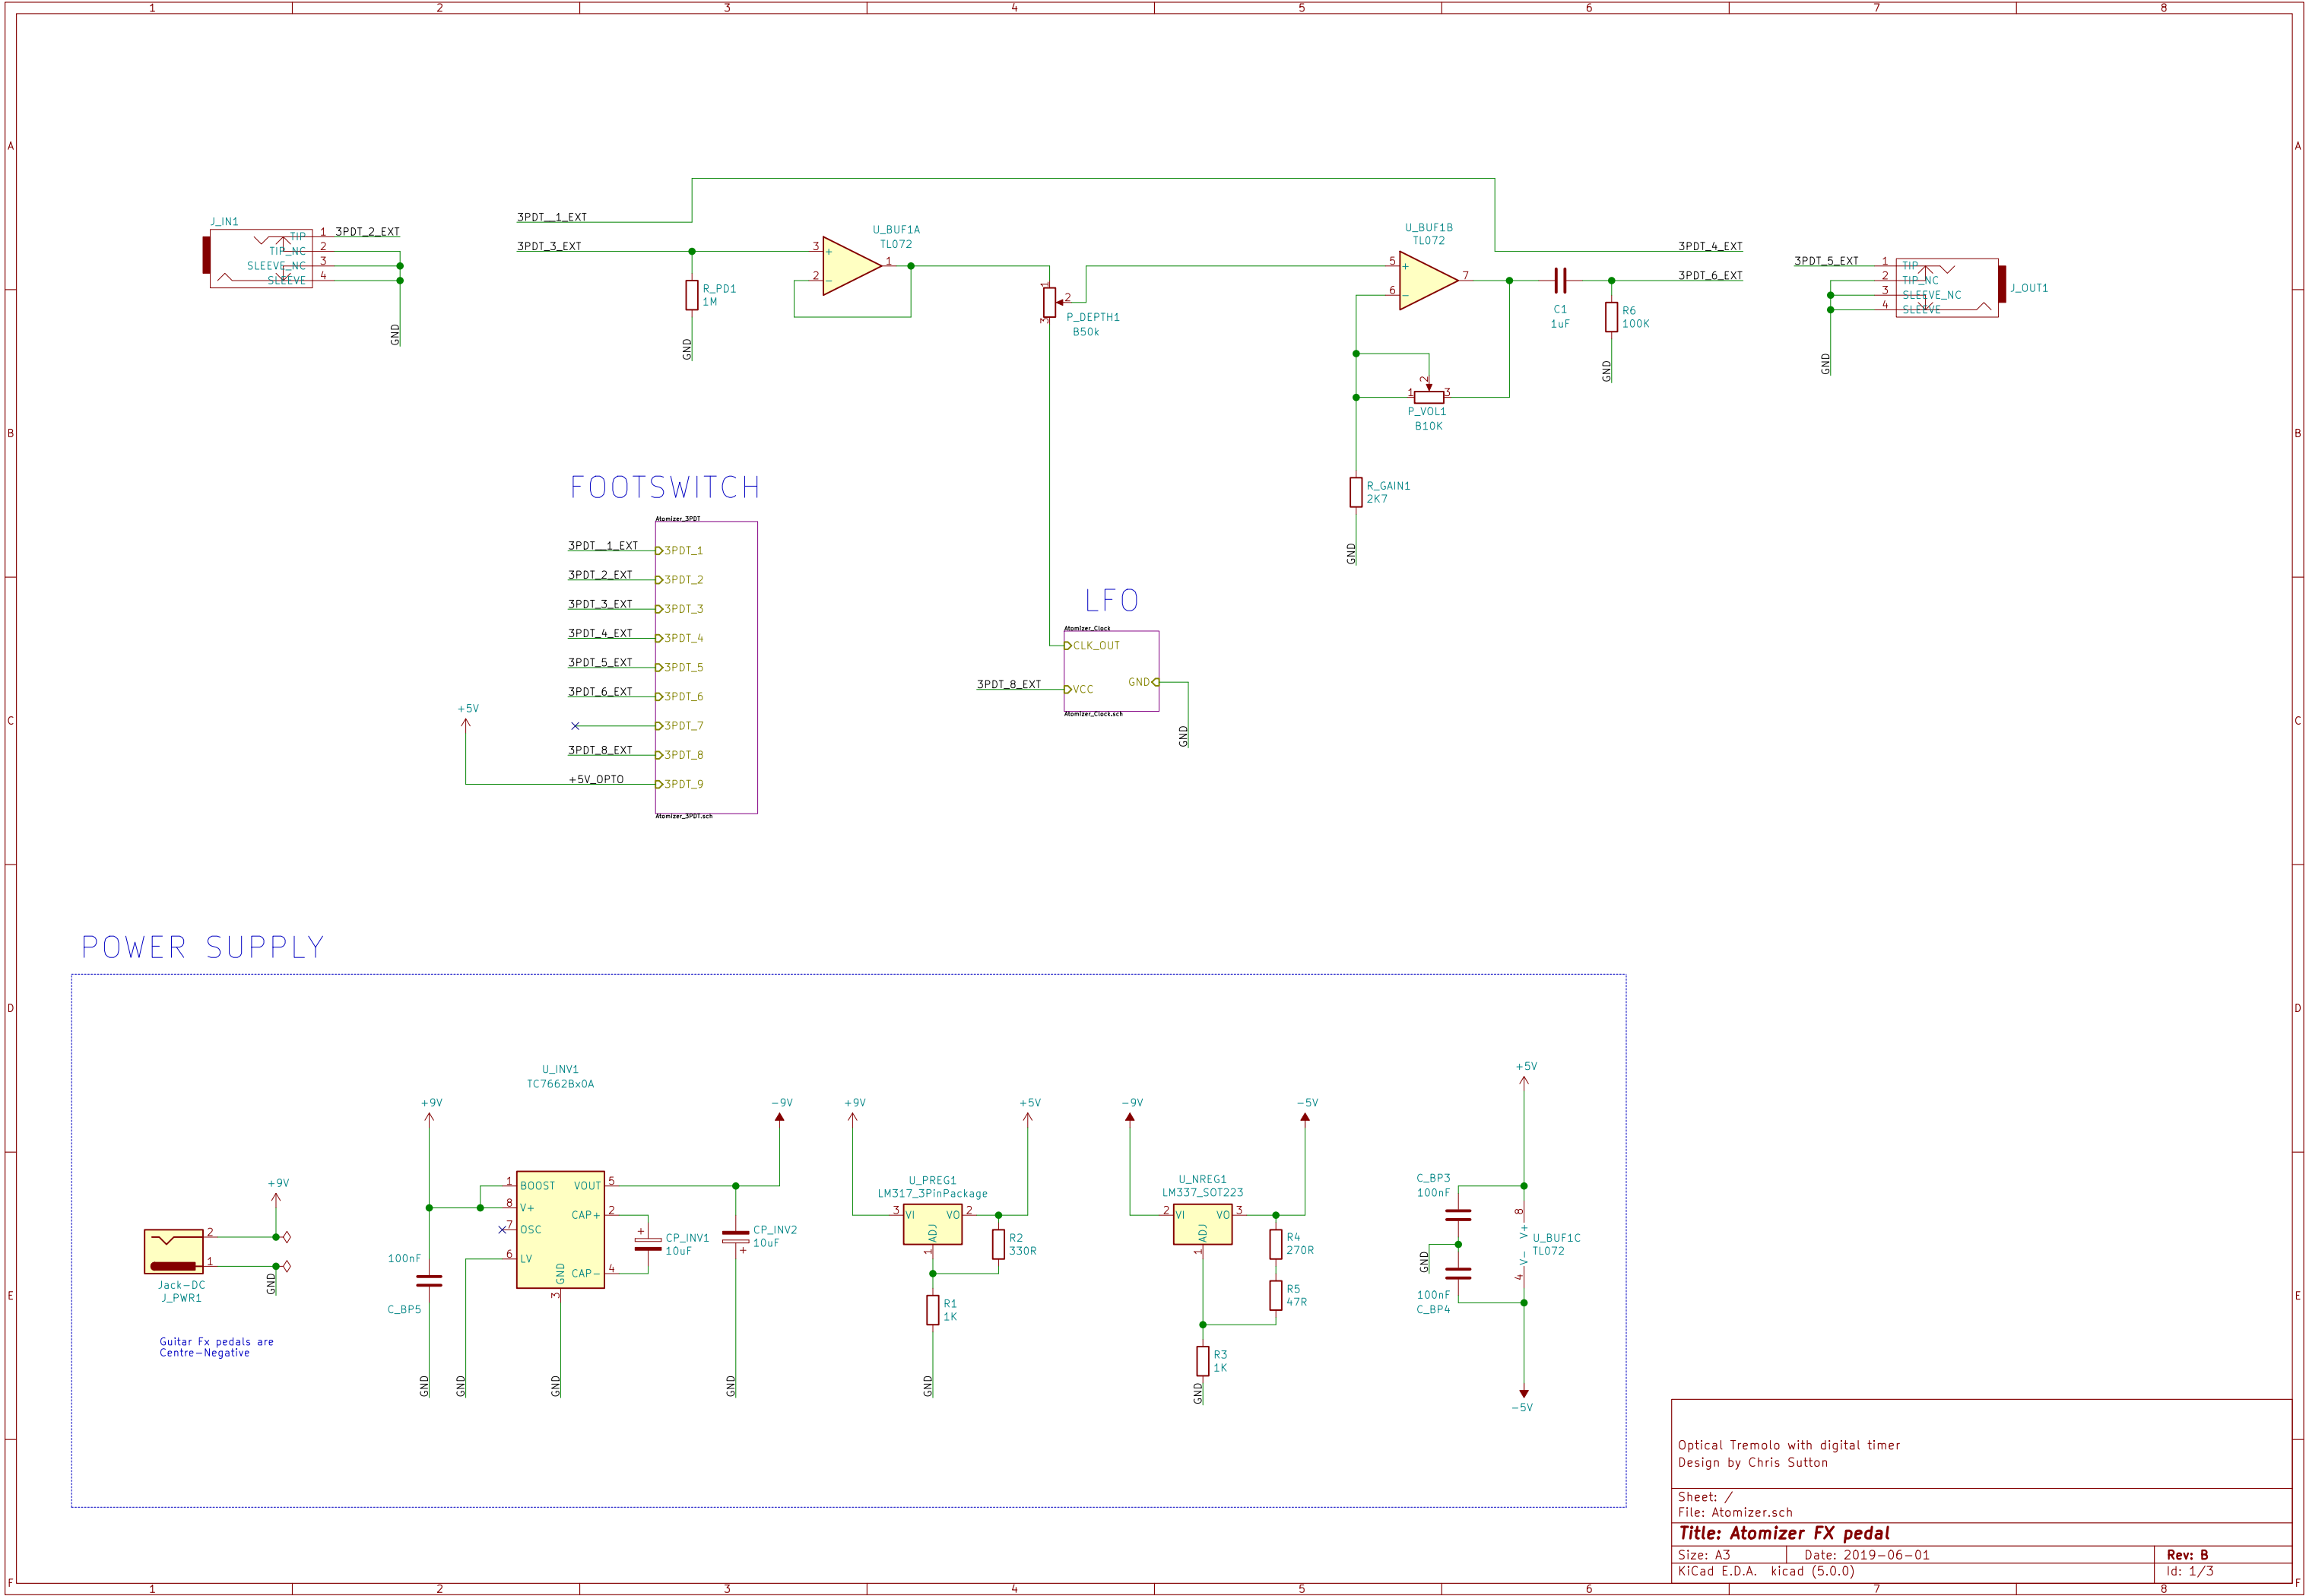 1 2 3 4 5 6 7 8
A A
B B
C C
D D
E E
F F
J_IN1
TIP 1 3PDT_2_EXT
TIP_NC 2
SLEEVE_NC 3
SLEEVE 4
GND
3PDT__1_EXT
3PDT_3_EXT
R_PD1
1M
GND
U_BUF1A
TL072
3 + 1
2 -
1 2 3
P_DEPTH1
B50k
U_BUF1B
TL072
5 + 7
6 -
C1
1uF
3PDT_4_EXT
3PDT_6_EXT
R6
100K
GND
2
1 3
P_VOL1
B10K
R_GAIN1
2K7
GND
3PDT_5_EXT 1 TIP
2 TIP_NC
3 SLEEVE_NC
4 SLEEVE
J_OUT1
GND
FOOTSWITCH
Atomizer_3PDT
3PDT__1_EXT 3PDT_1
3PDT_2_EXT 3PDT_2
3PDT_3_EXT 3PDT_3
3PDT_4_EXT 3PDT_4
3PDT_5_EXT 3PDT_5
3PDT_6_EXT 3PDT_6
3PDT_7
3PDT_8_EXT 3PDT_8
+5V
+5V_OPTO 3PDT_9
Atomizer_3PDT.sch
LFO
Atomizer_Clock
CLK_OUT
3PDT_8_EXT VCC
GND
Atomizer_Clock.sch
GND
POWER SUPPLY
+9V
2
1
GND
Jack-DC
J_PWR1
Guitar Fx pedals are
Centre-Negative
U_INV1
TC7662Bx0A
+9V
1 BOOST VOUT 5
8 V+
CAP+ 2
7 OSC
6 LV
CAP- 4
GND
3
100nF
C_BP5
GND
GND
GND
+
CP_INV1
10uF
-9V
CP_INV2
10uF
+
GND
+9V
+5V
U_PREG1
LM317_3PinPackage
3 VI VO 2
ADJ
1
R2
330R
R1
1K
GND
-9V
-5V
U_NREG1
LM337_SOT223
2 VI VO 3
ADJ
1
R4
270R
R5
47R
R3
1K
GND
+5V
C_BP3
100nF
GND
100nF
C_BP4
8 V+
V- 4
U_BUF1C
TL072
-5V
Optical Tremolo with digital timer
Design by Chris Sutton
Sheet: /
File: Atomizer.sch
Title: Atomizer FX pedal
Size: A3 Date: 2019-06-01 Rev: B
KiCad E.D.A. kicad (5.0.0) Id: 1/3
1 2 3 4 5 6 7 8